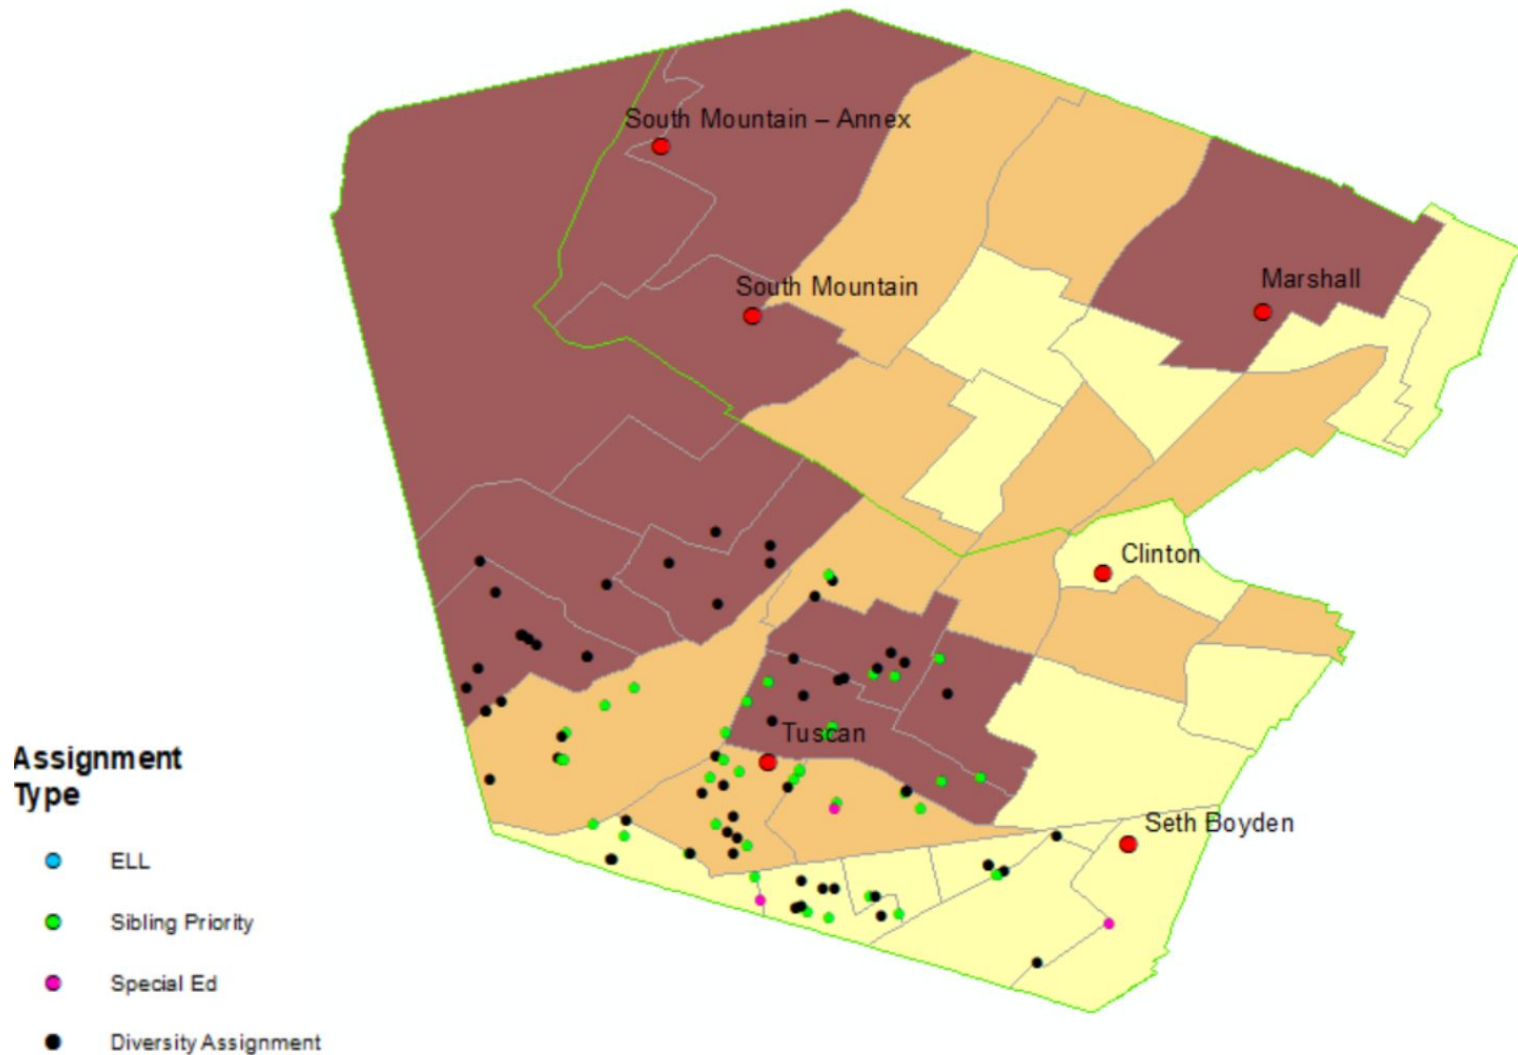 South Mountain – Annex
South Mountain
Marshall
Clinton
Tuscan
Seth Boyden
Assignment
Type
ELL
Sibling Priority
Special Ed
Diversity Assignment